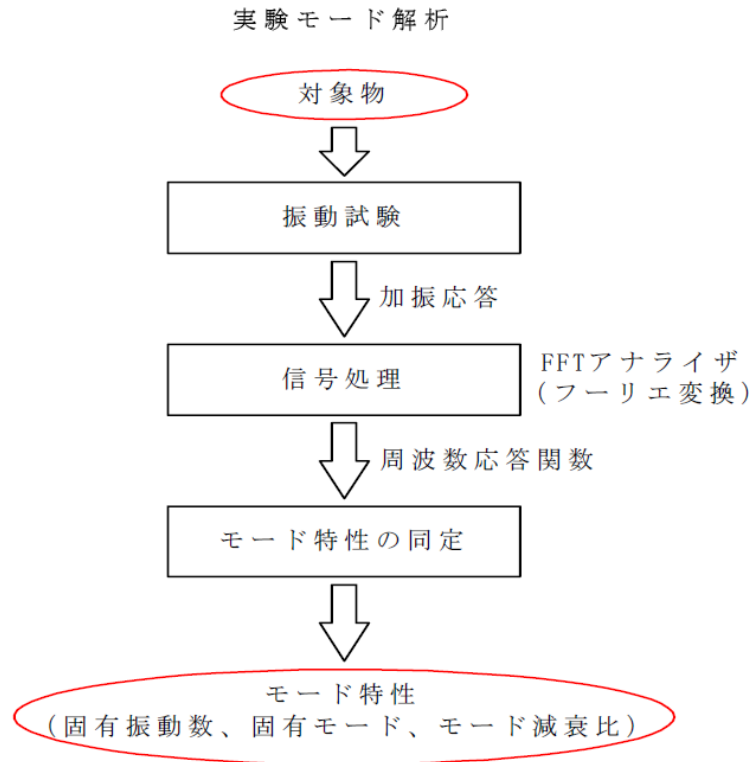 実験モード解析
対象物
振動試験
加振応答
信号処理
FFTアナライザ
(フーリエ変換)
周波数応答関数
モード特性の同定
モード特性
(固有振動数、固有モード、モード減衰比)